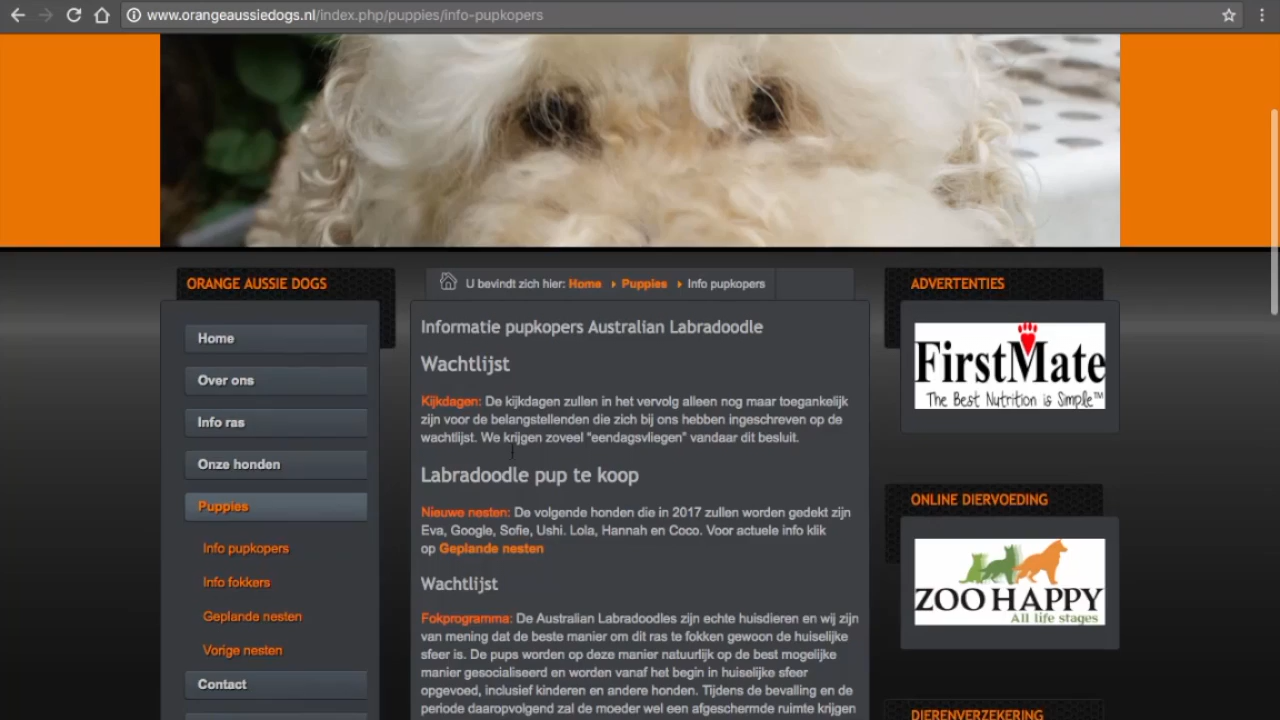 www.orangeaussiedogs.nl/index.php/puppies/info-pupkopers
ORANGE AUSSIE DOGS
Home
Over ons
Info ras
Onze honden
Puppies
Info pupkopers
Info fokkers
Geplande nesten
Vorige nesten
Contact
U bevindt zich hier: Home Puppies Info pupkopers
Informatie pupkopers Australian Labradoodle
Wachtlijst
Kijkdagen: De kijkdagen zullen in het vervolg alleen nog maar toegankelijk
zijn voor de belangstellenden die zich bij ons hebben ingeschreven op de
wachtlijst. We krijgen zoveel "eendagsvliegen" vandaar dit besluit.
Labradoodle pup te koop
Nieuwe nesten: De volgende honden die in 2017 zullen worden gedekt zijn
Eva, Google, Sofie, Ushi. Lola, Hannah en Coco. Voor actuele info klik
op Geplande nesten
Wachtlijst
Fokprogramma: De Australian Labradoodles zijn echte huisdieren en wij zijn
van mening dat de beste manier om dit ras te fokken gewoon de huiselijke
sfeer is. De pups worden op deze manier natuurlijk op de best mogelijke
manier gesocialiseerd en worden vanaf het begin in huiselijke sfeer
opgevoed, inclusief kinderen en andere honden. Tijdens de bevalling en de
periode daaropvolgend zal de moeder wel een afgeschermde ruimte krijgen
ADVERTENTIES
FirstMate
The Best Nutrition is Simple™
ONLINE DIERVOEDING
ZOO HAPPY
All life stages
DIERENVERZEKERING